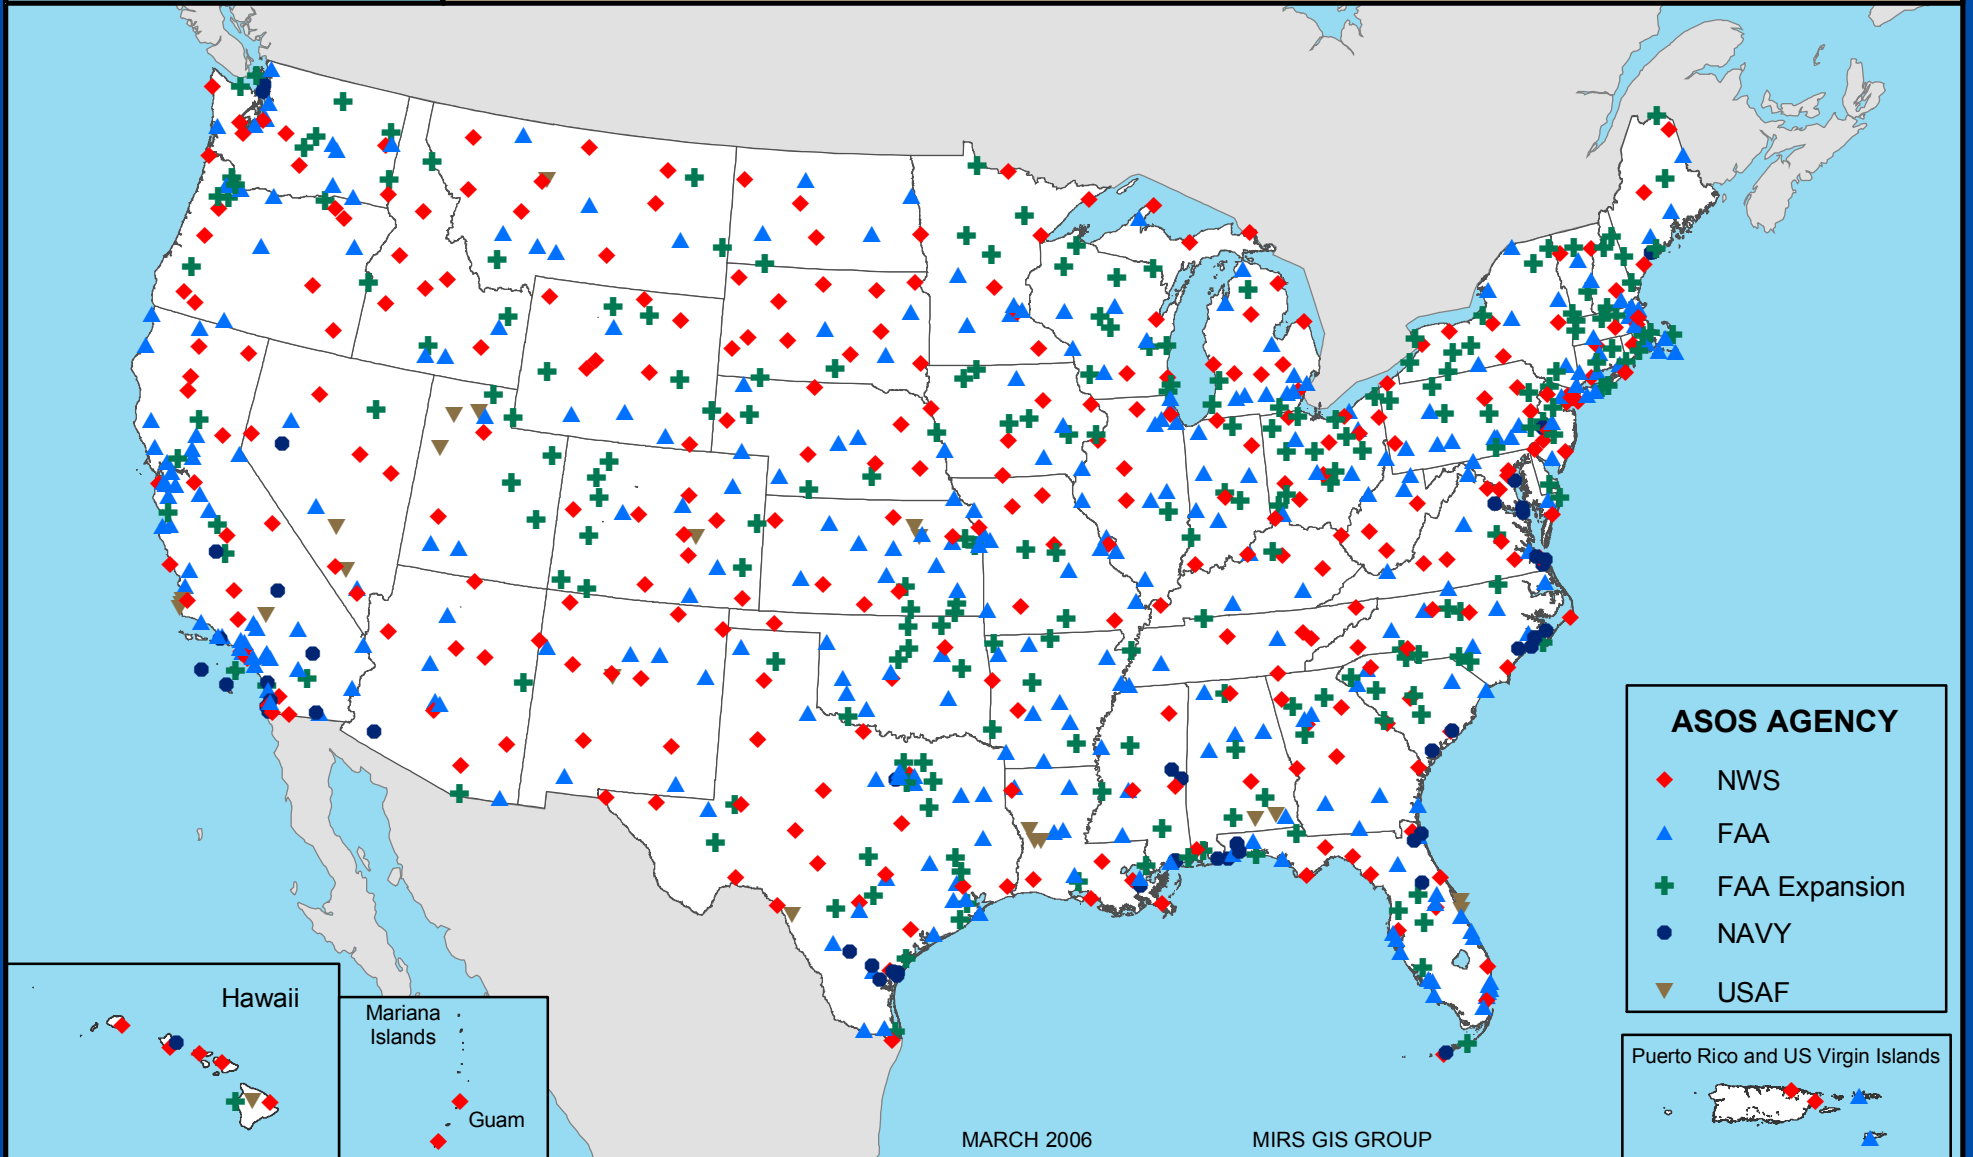 ASOS AGENCY
NWS
FAA
FAA Expansion
NAVY
USAF
Hawaii
Mariana
Islands
Guam
Puerto Rico and US Virgin Islands
MARCH 2006
MIRS GIS GROUP